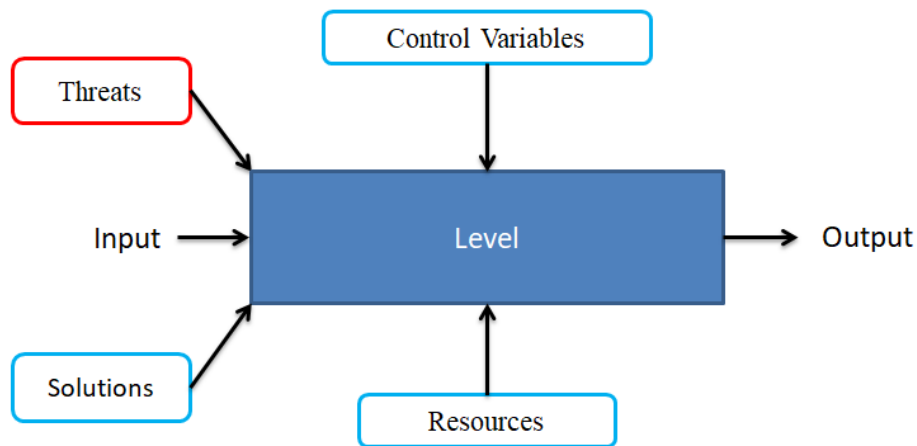 Control Variables
Threats
Input
Level
Output
Solutions
Resources